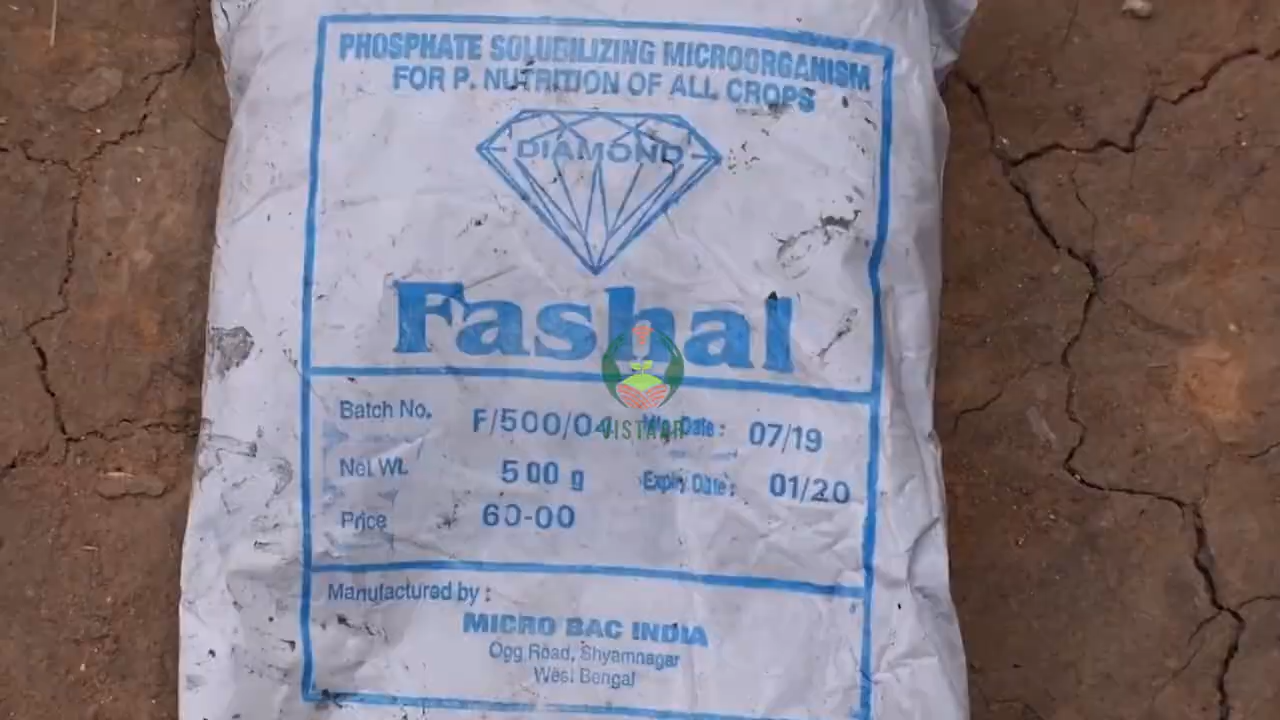 PHOSPHATE SOLUBILIZING MICROORGANISM
FOR P. NUTRITION OF ALL CROPS
DIAMOND
Fashal
Batch No. F/500/04 Mfg. Date : 07/19
VISTAAR
Net Wt. 500 g Expiry Date : 01/20
Price 60-00
Manufactured by :
MICRO BAC INDIA
Ogg Road, Shyamnagar
West Bengal